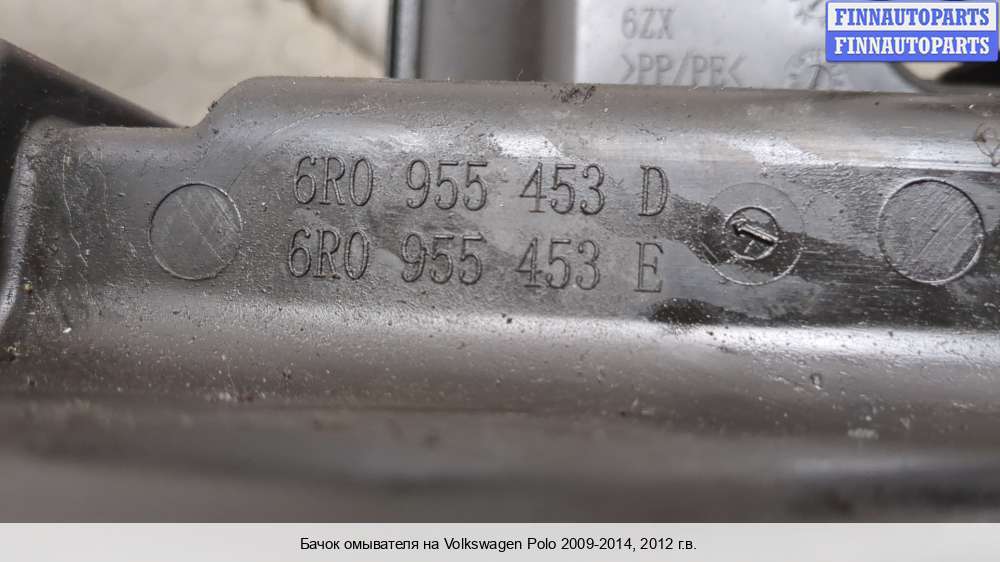 6ZX
>PP/PE<
FINNAUTOPARTS
FINNAUTOPARTS
6R0 955 453 D
6R0 955 453 E
1
Бачок омывателя на Volkswagen Polo 2009-2014, 2012 г.в.